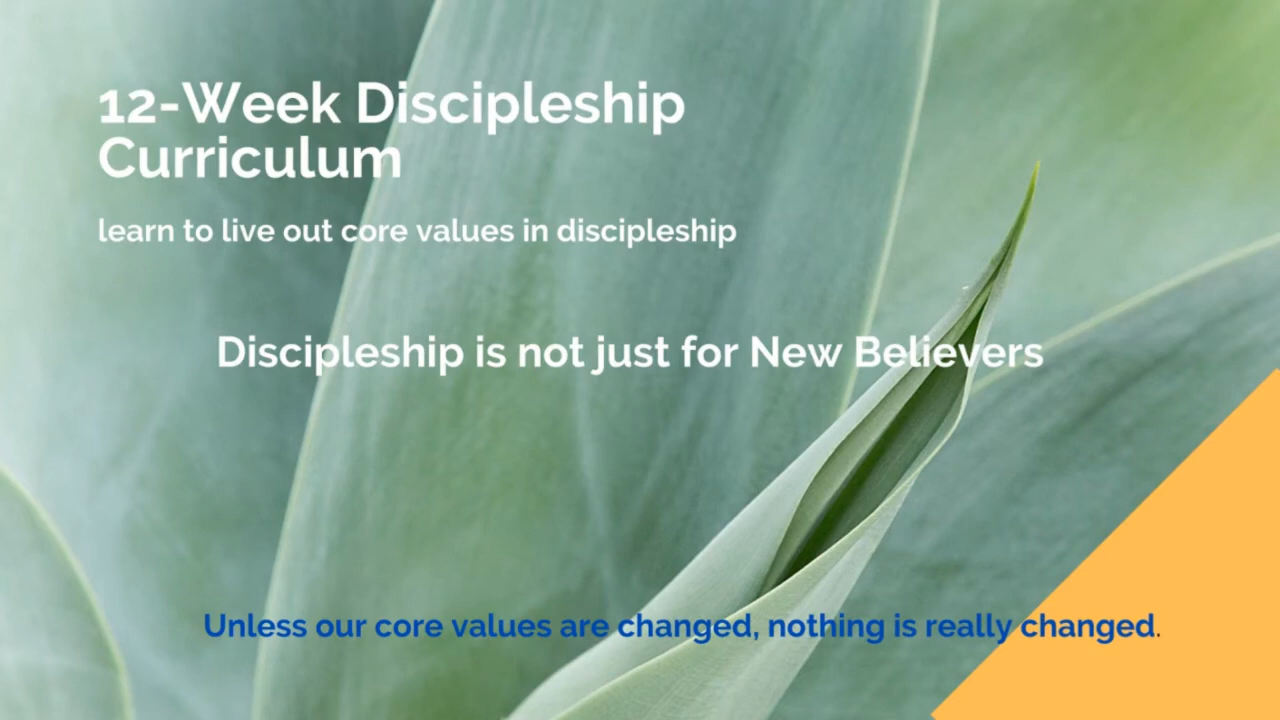 12-Week Discipleship
Curriculum
learn to live out core values in discipleship
Discipleship is not just for New Believers
Unless our core values are changed, nothing is really changed.